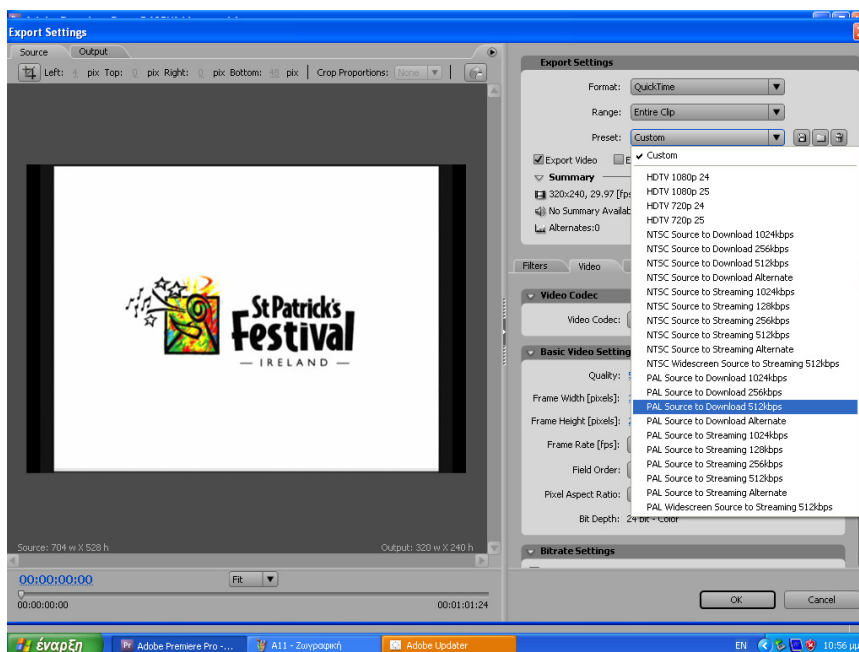 Export Settings
Source Output
Left: 4 pix Top: 0 pix Right: 0 pix Bottom: 48 pix Crop Proportions: None
St Patrick's
Festival
— IRELAND —
Source: 704 w X 528 h Output: 320 w X 240 h
00:00:00:00 Fit
00:00:00:00 00:01:01:24
Export Settings
Format: QuickTime
Range: Entire Clip
Preset: Custom
Export Video E
Summary
320x240, 29.97 [fps
No Summary Availab
Alternates:0
Filters Video
Video Codec
Video Codec:
Basic Video Setting
Quality:
Frame Width [pixels]:
Frame Height [pixels]:
Frame Rate [fps]:
Field Order:
Pixel Aspect Ratio:
Bit Depth: 24 bit - Color
Bitrate Settings
Custom
HDTV 1080p 24
HDTV 1080p 25
HDTV 720p 24
HDTV 720p 25
NTSC Source to Download 1024kbps
NTSC Source to Download 256kbps
NTSC Source to Download 512kbps
NTSC Source to Download Alternate
NTSC Source to Streaming 1024kbps
NTSC Source to Streaming 128kbps
NTSC Source to Streaming 256kbps
NTSC Source to Streaming 512kbps
NTSC Source to Streaming Alternate
NTSC Widescreen Source to Streaming 512kbps
PAL Source to Download 1024kbps
PAL Source to Download 256kbps
PAL Source to Download 512kbps
PAL Source to Download Alternate
PAL Source to Streaming 1024kbps
PAL Source to Streaming 128kbps
PAL Source to Streaming 256kbps
PAL Source to Streaming 512kbps
PAL Source to Streaming Alternate
PAL Widescreen Source to Streaming 512kbps
OK Cancel
έναρξη Adobe Premiere Pro -... A11 - Ζωγραφική Adobe Updater EN 10:56 μμ